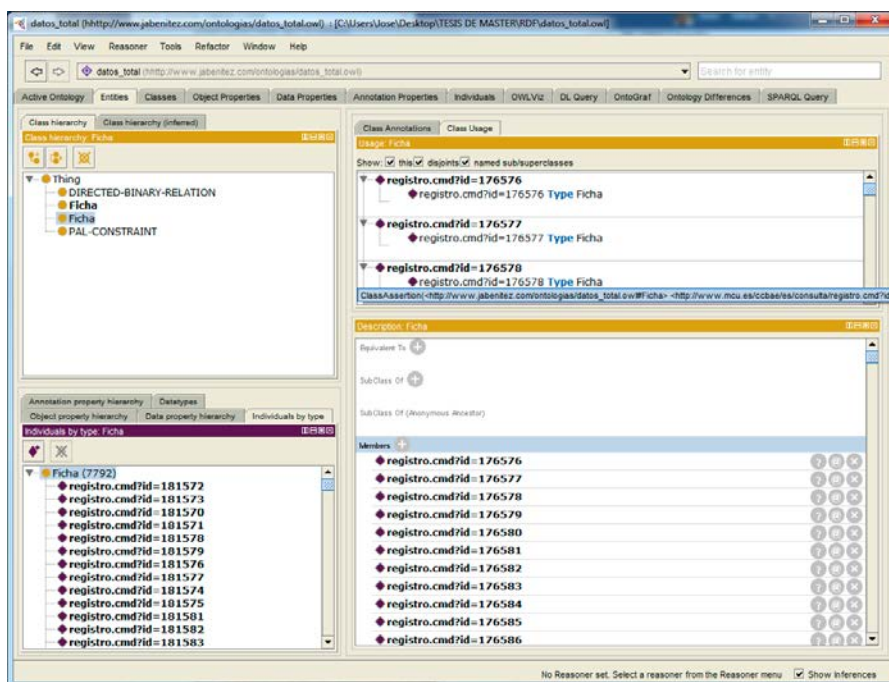 datos_total (hhttp://www.jabenitez.com/ontologias/datos_total.owl) : [C:\Users\Jose\Desktop\TESIS DE MASTER\RDF\datos_total.owl]
File Edit View Reasoner Tools Refactor Window Help
datos_total (hhttp://www.jabenitez.com/ontologias/datos_total.owl)
Search for entity
Active Ontology Entities Classes Object Properties Data Properties Annotation Properties Individuals OWLViz DL Query OntoGraf Ontology Differences SPARQL Query
Class hierarchy Class hierarchy (inferred)
Class hierarchy: Ficha
Thing
DIRECTED-BINARY-RELATION
Ficha
Ficha
PAL-CONSTRAINT
Annotation property hierarchy Datatypes
Object property hierarchy Data property hierarchy Individuals by type
Individuals by type: Ficha
Ficha (7792)
registro.cmd?id=181572
registro.cmd?id=181573
registro.cmd?id=181570
registro.cmd?id=181571
registro.cmd?id=181578
registro.cmd?id=181579
registro.cmd?id=181576
registro.cmd?id=181577
registro.cmd?id=181574
registro.cmd?id=181575
registro.cmd?id=181581
registro.cmd?id=181582
registro.cmd?id=181583
Class Annotations Class Usage
Usage: Ficha
Show: this disjoints named sub/superclasses
registro.cmd?id=176576
registro.cmd?id=176576 Type Ficha
registro.cmd?id=176577
registro.cmd?id=176577 Type Ficha
registro.cmd?id=176578
registro.cmd?id=176578 Type Ficha
ClassAssertion(<http://www.jabenitez.com/ontologias/datos_total.owl#Ficha> <http://www.mcu.es/ccbae/es/consulta/registro.cmd?id
Description: Ficha
Equivalent To
SubClass Of
SubClass Of (Anonymous Ancestor)
Members
registro.cmd?id=176576
registro.cmd?id=176577
registro.cmd?id=176578
registro.cmd?id=176579
registro.cmd?id=176580
registro.cmd?id=176581
registro.cmd?id=176582
registro.cmd?id=176583
registro.cmd?id=176584
registro.cmd?id=176585
registro.cmd?id=176586
No Reasoner set. Select a reasoner from the Reasoner menu Show Inferences